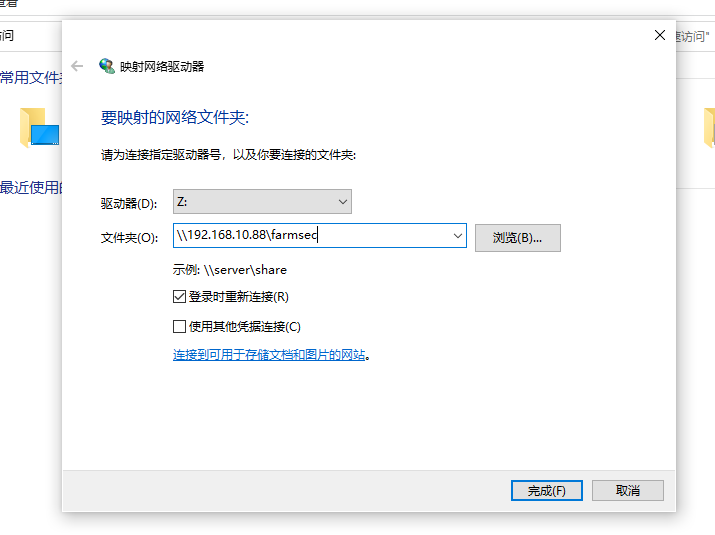 查看
访问
速访问"
常用文件夹
最近使用的
映射网络驱动器
要映射的网络文件夹:
请为连接指定驱动器号，以及你要连接的文件夹:
驱动器(D):
Z:
文件夹(O):
\\192.168.10.88\farmsec
浏览(B)...
示例: \\server\share
登录时重新连接(R)
使用其他凭据连接(C)
连接到可用于存储文档和图片的网站。
完成(F)
取消